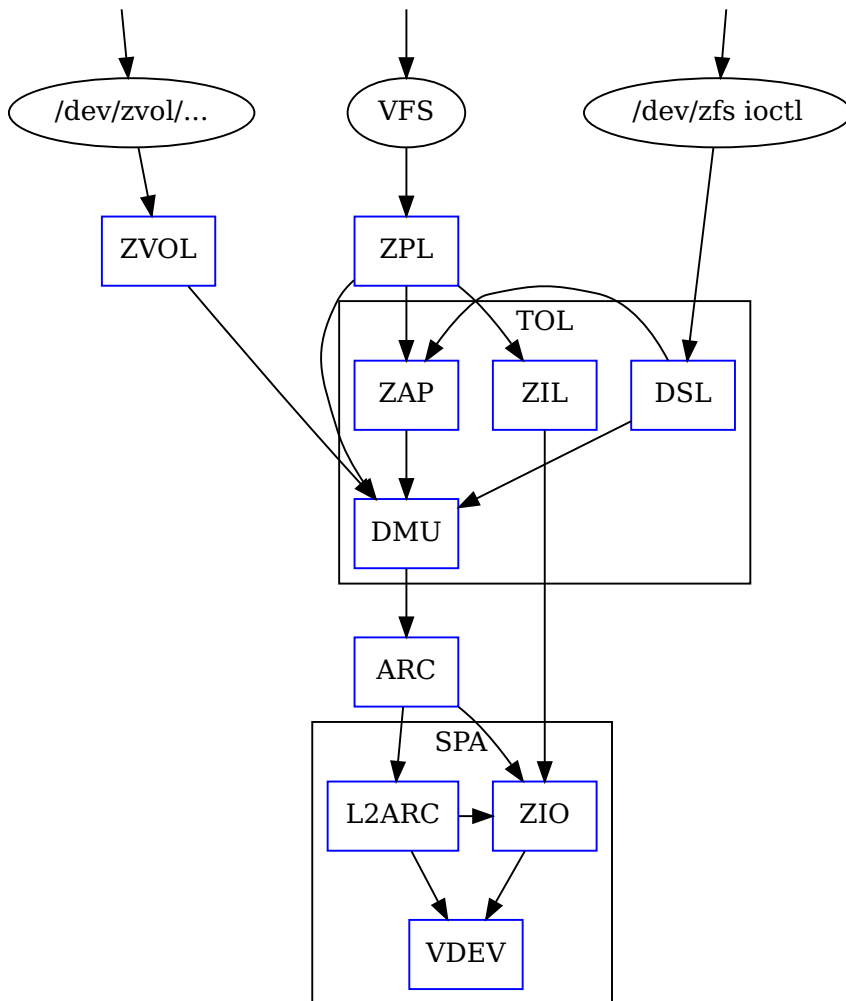 /dev/zvol/...
VFS
/dev/zfs ioctl
ZVOL
ZPL
TOL
ZAP
ZIL
DSL
DMU
ARC
SPA
L2ARC
ZIO
VDEV